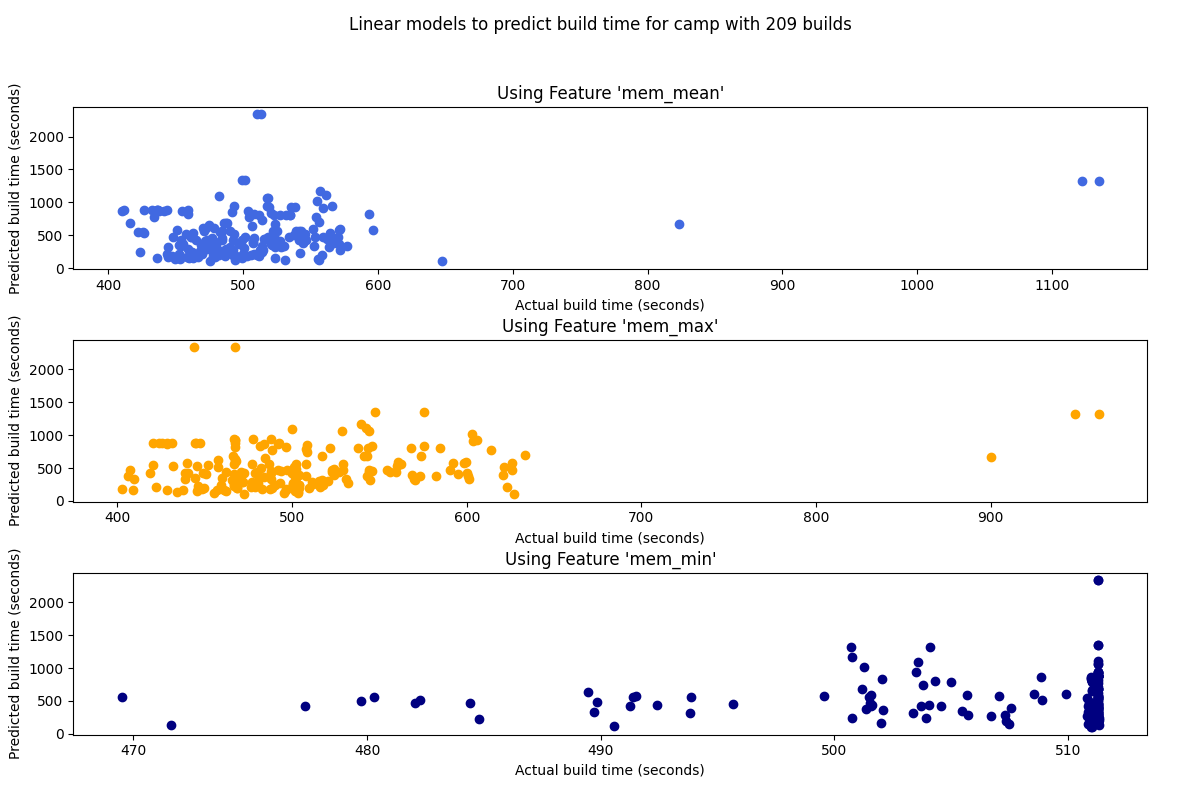 Linear models to predict build time for camp with 209 builds
Using Feature 'mem_mean'
Predicted build time (seconds)
2000
1500
1000
500
0
400 500 600 700 800 900 1000 1100
Actual build time (seconds)
Using Feature 'mem_max'
Predicted build time (seconds)
2000
1500
1000
500
0
400 500 600 700 800 900
Actual build time (seconds)
Using Feature 'mem_min'
Predicted build time (seconds)
2000
1500
1000
500
0
470 480 490 500 510
Actual build time (seconds)